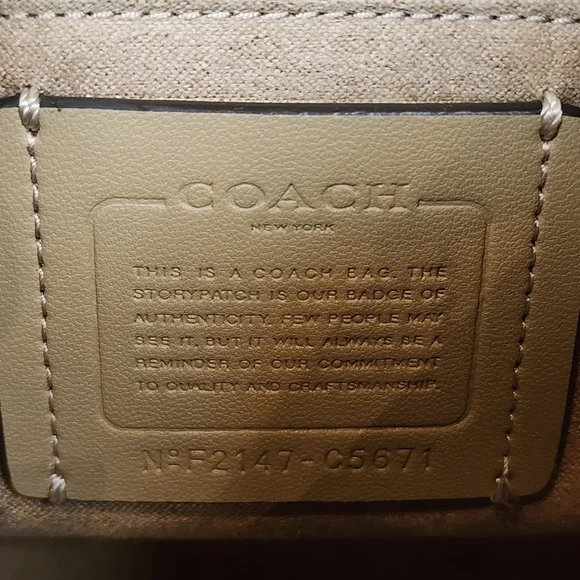 COACH
NEW YORK
THIS IS A COACH BAG. THE
STORYPATCH IS OUR BADGE OF
AUTHENTICITY. FEW PEOPLE MAY
SEE IT, BUT IT WILL ALWAYS BE A
REMINDER OF OUR COMMITMENT
TO QUALITY AND CRAFTSMANSHIP.
Nº F2147-C5671